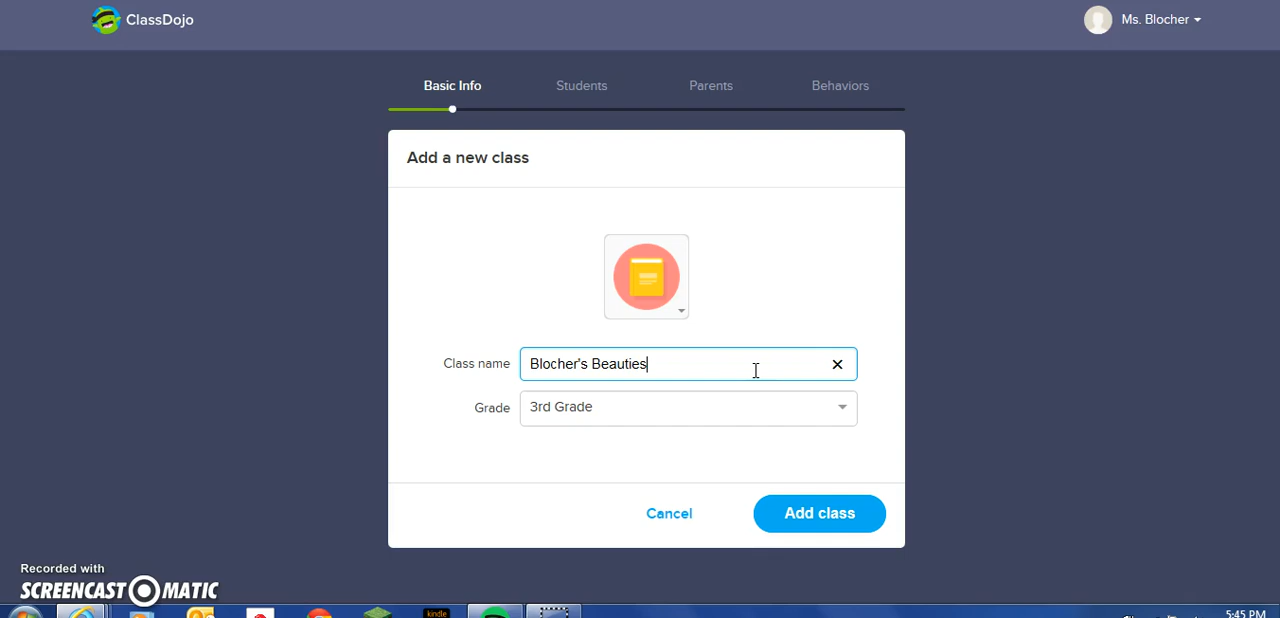 ClassDojo
Ms. Blocher
Basic Info
Students
Parents
Behaviors
Add a new class
Class name
Blocher's Beauties
Grade
3rd Grade
Cancel
Add class
Recorded with
SCREENCAST-O-MATIC
kindle
5:45 PM